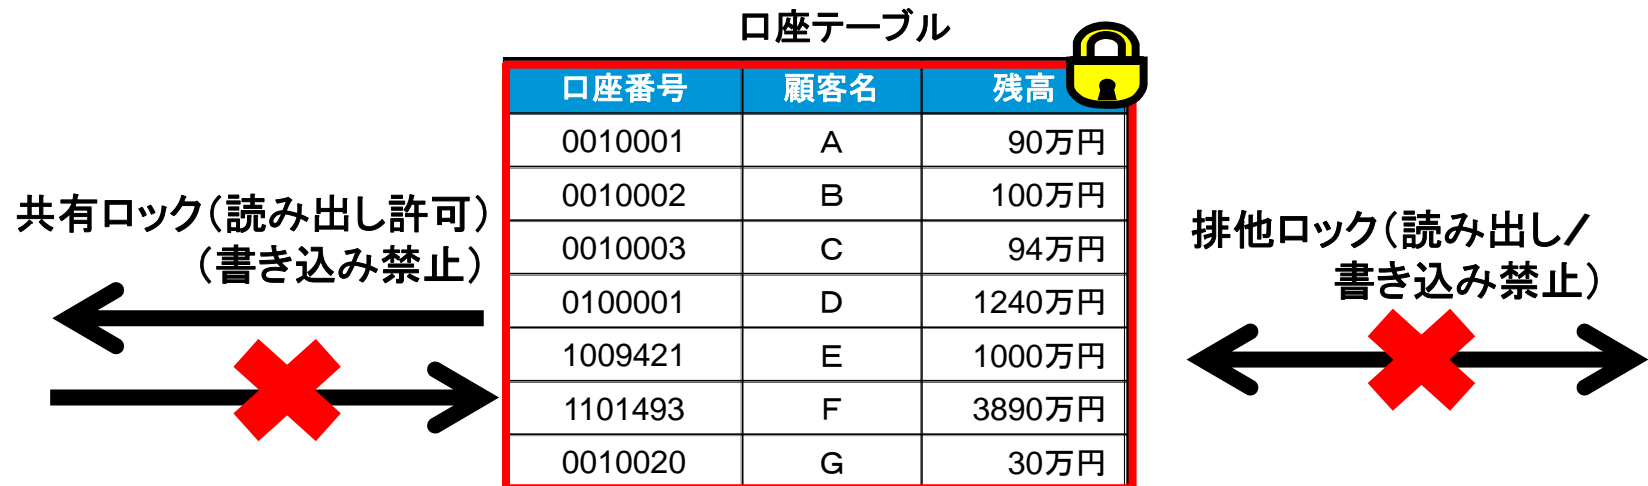 口座テーブル
口座番号 顧客名 残高
0010001 A 90万円
0010002 B 100万円
0010003 C 94万円
0100001 D 1240万円
1009421 E 1000万円
1101493 F 3890万円
0010020 G 30万円
共有ロック(読み出し許可)
(書き込み禁止)
排他ロック(読み出し/
書き込み禁止)